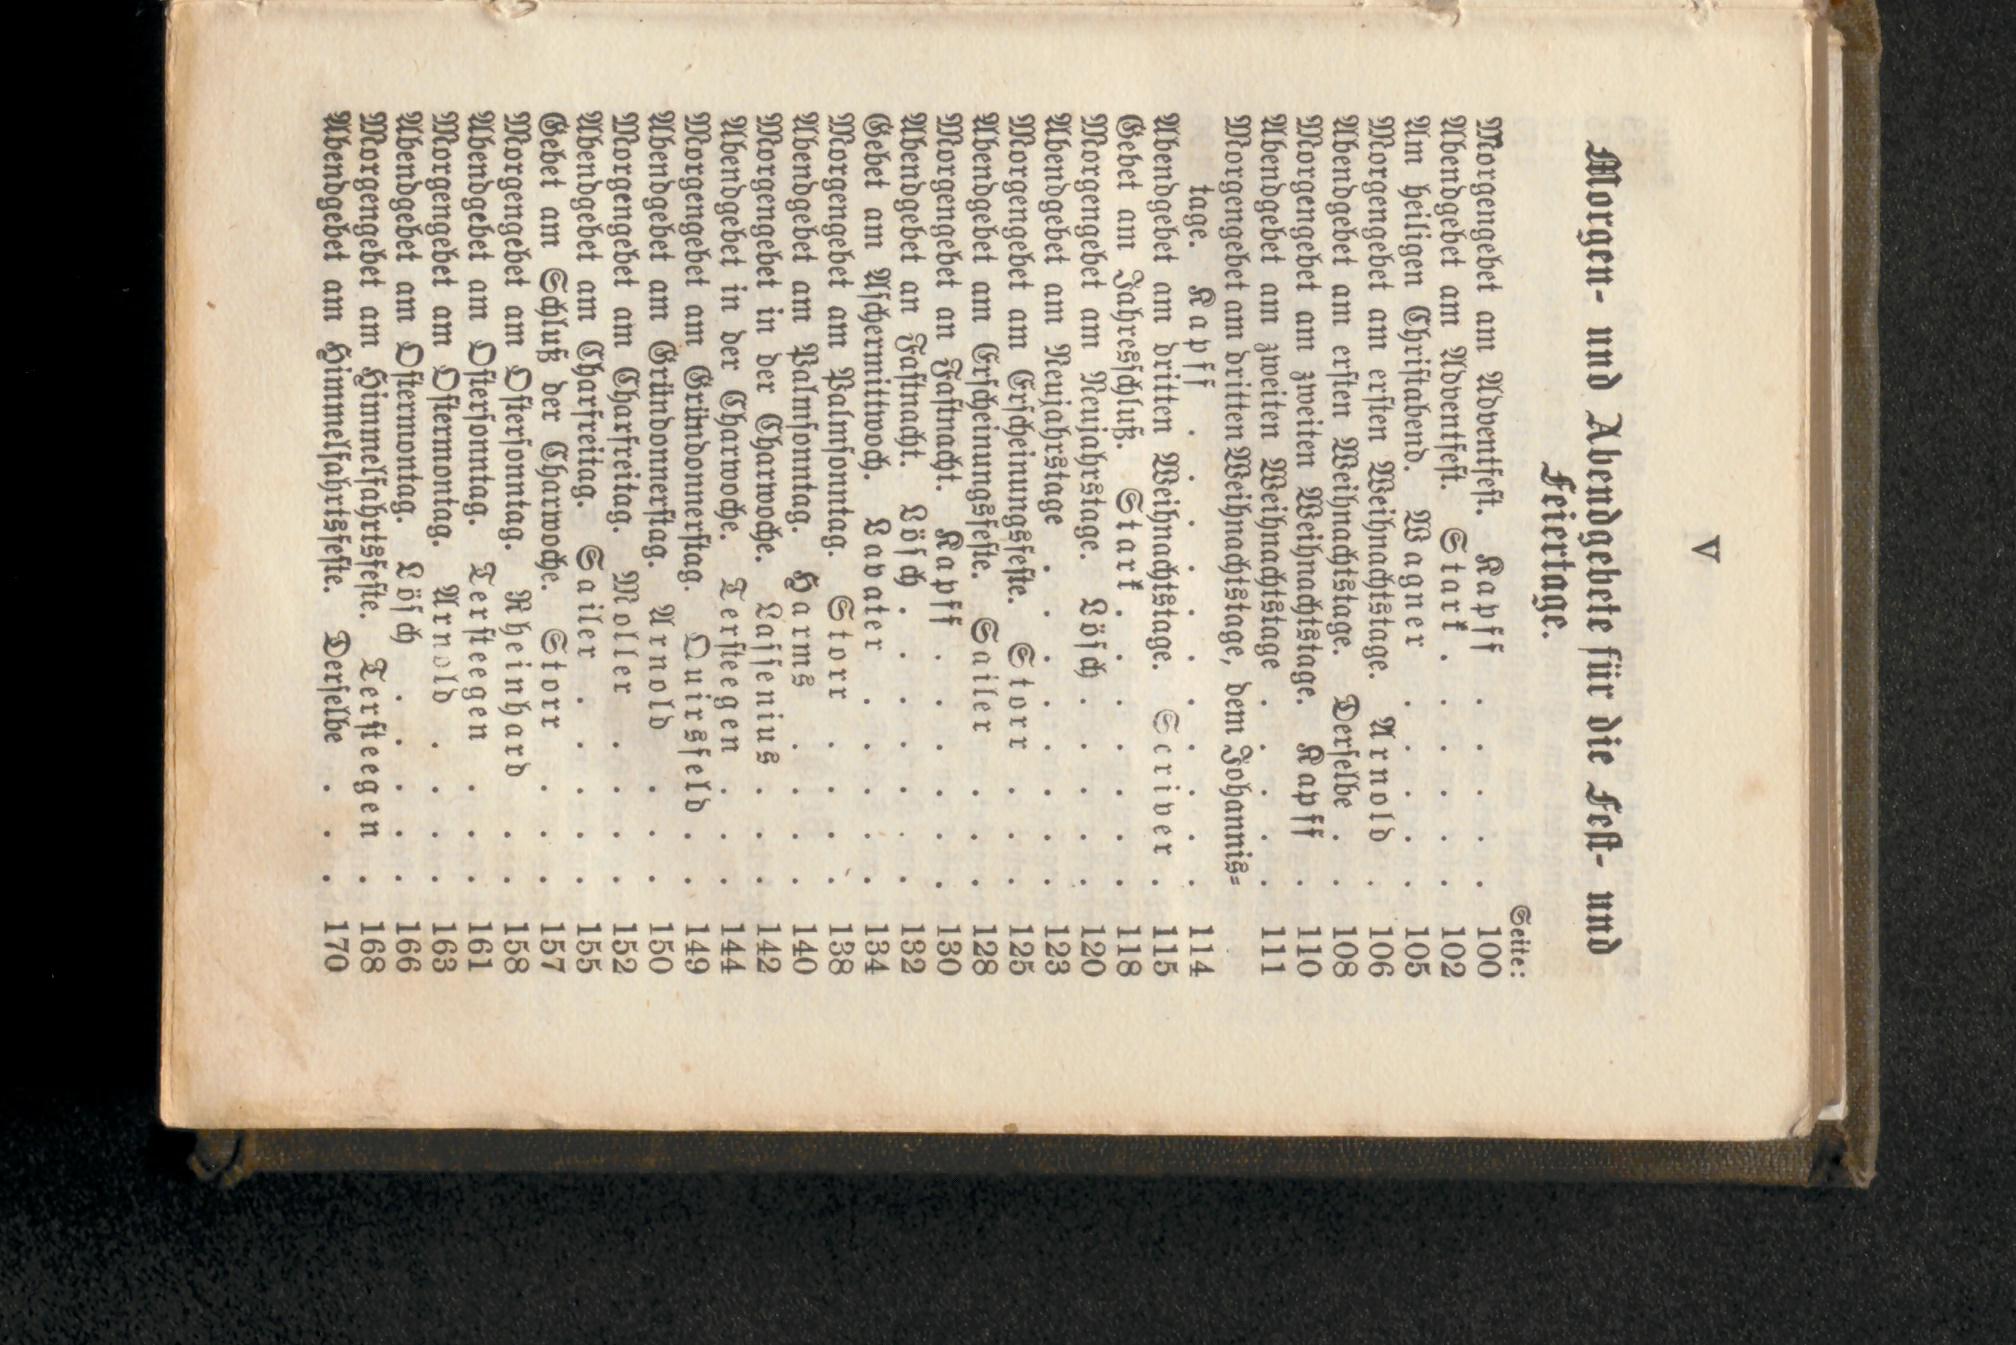 V
Morgen- und Abendgebete für die Fest- und
Feiertage.
Seite:
Morgengebet am Adventfest. Kapff . . . . . 100
Abendgebet am Adventfest. Stark . . . . . . 102
Am heiligen Christabend. Wagner . . . . . 105
Morgengebet am ersten Weihnachtstage. Arnold . 106
Abendgebet am ersten Weihnachtstage. Derselbe . . 108
Morgengebet am zweiten Weihnachtstage. Kapff . 110
Abendgebet am zweiten Weihnachtstage . . . . . 111
Morgengebet am dritten Weihnachtstage, dem Johannis-
tage. Kapff . . . . . . . . . . . 114
Abendgebet am dritten Weihnachtstage. Scriver . 115
Gebet am Jahresschluß. Stark . . . . . . . 118
Morgengebet am Neujahrstage. Lösch . . . . . 120
Abendgebet am Neujahrstage . . . . . . . . 123
Morgengebet am Erscheinungsfeste. Storr . . . . 125
Abendgebet am Erscheinungsfeste. Sailer . . . . 128
Morgengebet an Fastnacht. Kapff . . . . . . 130
Abendgebet an Fastnacht. Lösch . . . . . . . 132
Gebet am Aschermittwoch. Lavater . . . . . 134
Morgengebet am Palmsonntag. Storr . . . . 138
Abendgebet am Palmsonntag. Harms . . . . 140
Morgengebet in der Charwoche. Lassenius . . . 142
Abendgebet in der Charwoche. Tersteegen . . . 144
Morgengebet am Gründonnerstag. Quirsfeld . . 149
Abendgebet am Gründonnerstag. Arnold . . . 150
Morgengebet am Charfreitag. Moller . . . . 152
Abendgebet am Charfreitag. Sailer . . . . . 155
Gebet am Schluß der Charwoche. Storr . . . 157
Morgengebet am Ostersonntag. Rheinhard . . 158
Abendgebet am Ostersonntag. Tersteegen . . . 161
Morgengebet am Ostermontag. Arnold . . . . 163
Abendgebet am Ostermontag. Lösch . . . . . 166
Morgengebet am Himmelfahrtsfeste. Tersteegen . 168
Abendgebet am Himmelfahrtsfeste. Derselbe . . . 170